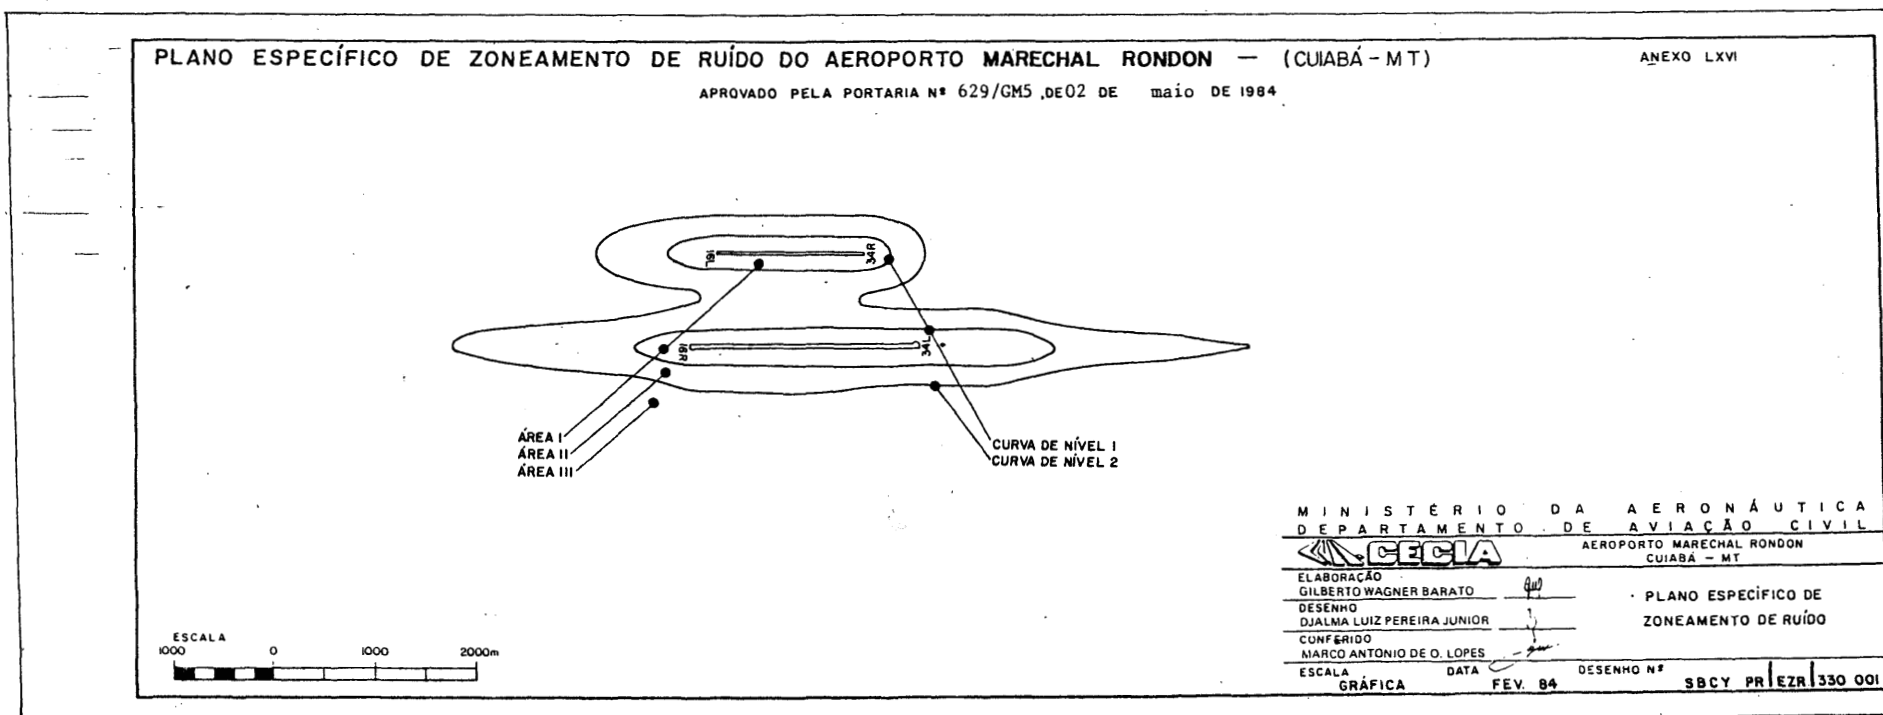 PLANO ESPECÍFICO DE ZONEAMENTO DE RUÍDO DO AEROPORTO MARECHAL RONDON — (CUIABÁ - MT)
ANEXO LXVI
APROVADO PELA PORTARIA Nº 629/GM5 ,DE 02 DE maio DE 1984
16L
34R
16R
34L
ÁREA I
ÁREA II
ÁREA III
CURVA DE NÍVEL 1
CURVA DE NÍVEL 2
ESCALA
1000 0 1000 2000m
MINISTÉRIO DA AERONÁUTICA
DEPARTAMENTO DE AVIAÇÃO CIVIL
CECIA
AEROPORTO MARECHAL RONDON
CUIABÁ - MT
ELABORAÇÃO
GILBERTO WAGNER BARATO
DESENHO
DJALMA LUIZ PEREIRA JUNIOR
CONFERIDO
MARCO ANTONIO DE O. LOPES
PLANO ESPECÍFICO DE
ZONEAMENTO DE RUÍDO
ESCALA
GRÁFICA
DATA
FEV. 84
DESENHO Nº
SBCY PR EZR 330 001